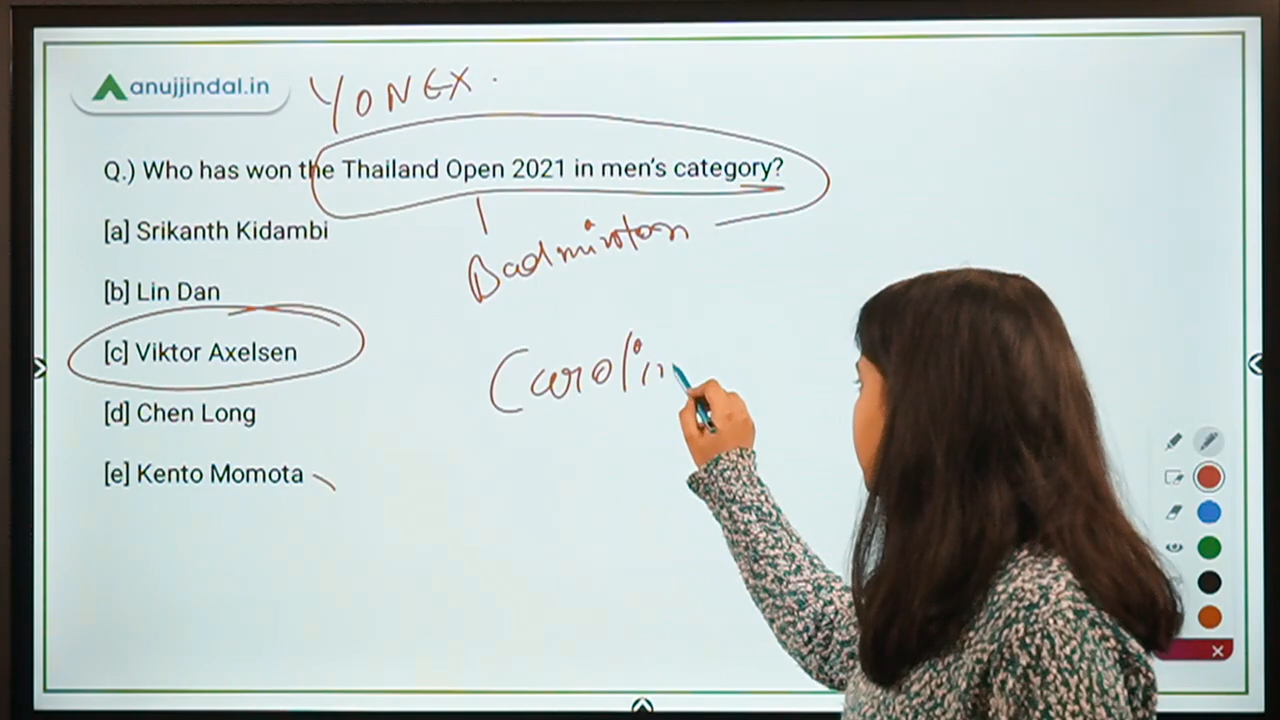 anujjindal.in
YONEX.
Q.) Who has won the Thailand Open 2021 in men's category?
[a] Srikanth Kidambi
Badminton
[b] Lin Dan
[c] Viktor Axelsen
Carolin
[d] Chen Long
[e] Kento Momota